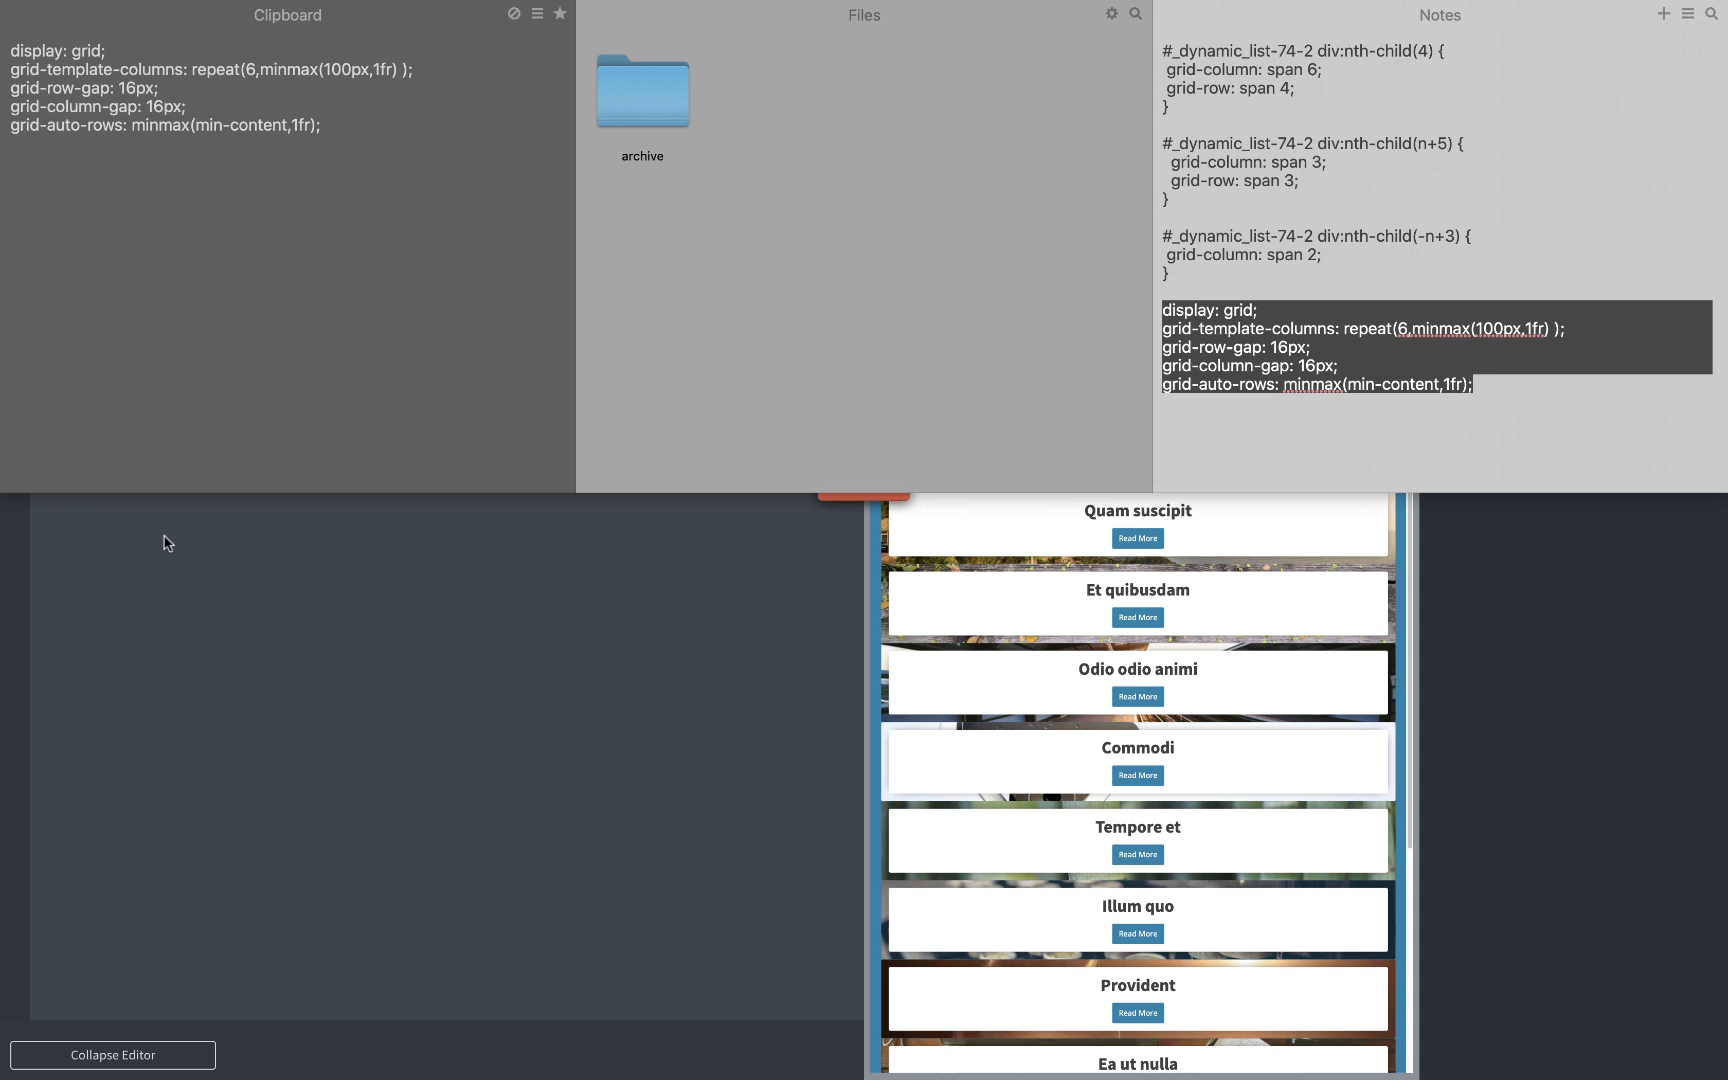 Clipboard
display: grid;
grid-template-columns: repeat(6,minmax(100px,1fr) );
grid-row-gap: 16px;
grid-column-gap: 16px;
grid-auto-rows: minmax(min-content,1fr);
Files
archive
Notes
#_dynamic_list-74-2 div:nth-child(4) {
grid-column: span 6;
grid-row: span 4;
}
#_dynamic_list-74-2 div:nth-child(n+5) {
grid-column: span 3;
grid-row: span 3;
}
#_dynamic_list-74-2 div:nth-child(-n+3) {
grid-column: span 2;
}
display: grid;
grid-template-columns: repeat(6,minmax(100px,1fr) );
grid-row-gap: 16px;
grid-column-gap: 16px;
grid-auto-rows: minmax(min-content,1fr);
Quam suscipit
Read More
Et quibusdam
Read More
Odio odio animi
Read More
Commodi
Read More
Tempore et
Read More
Illum quo
Read More
Provident
Read More
Ea ut nulla
Collapse Editor